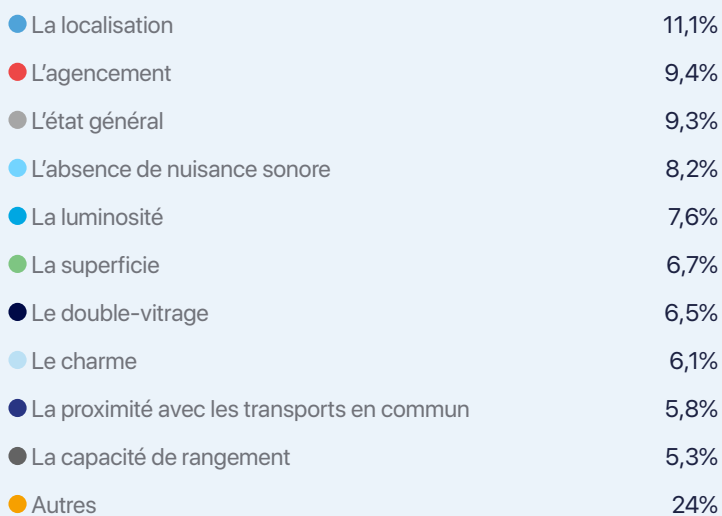 La localisation 11,1%
L'agencement 9,4%
L'état général 9,3%
L'absence de nuisance sonore 8,2%
La luminosité 7,6%
La superficie 6,7%
Le double-vitrage 6,5%
Le charme 6,1%
La proximité avec les transports en commun 5,8%
La capacité de rangement 5,3%
Autres 24%